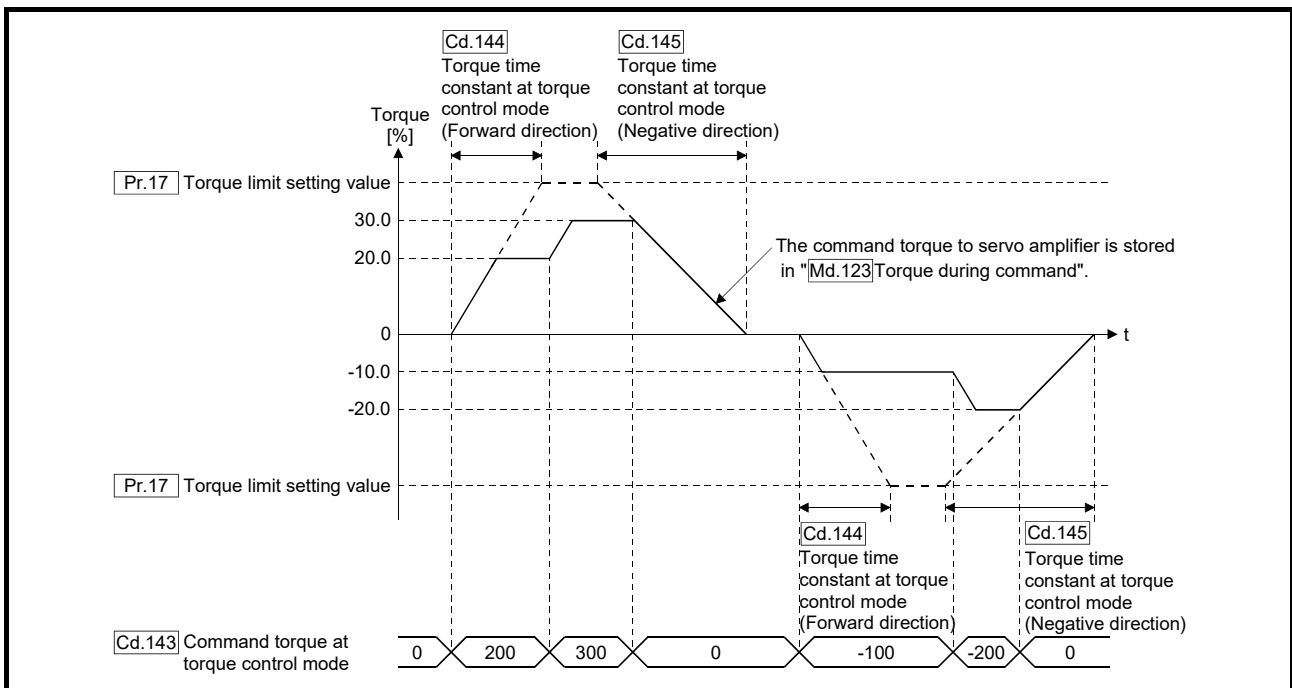 Cd.144
Torque time
constant at torque
control mode
(Forward direction)
Cd.145
Torque time
constant at torque
control mode
(Negative direction)
Torque
[%]
Pr.17 Torque limit setting value
30.0
20.0
The command torque to servo amplifier is stored
in "Md.123 Torque during command".
0
t
-10.0
-20.0
Pr.17 Torque limit setting value
Cd.144
Torque time
constant at torque
control mode
(Forward direction)
Cd.145
Torque time
constant at torque
control mode
(Negative direction)
Cd.143 Command torque at
torque control mode
0 200 300 0 -100 -200 0